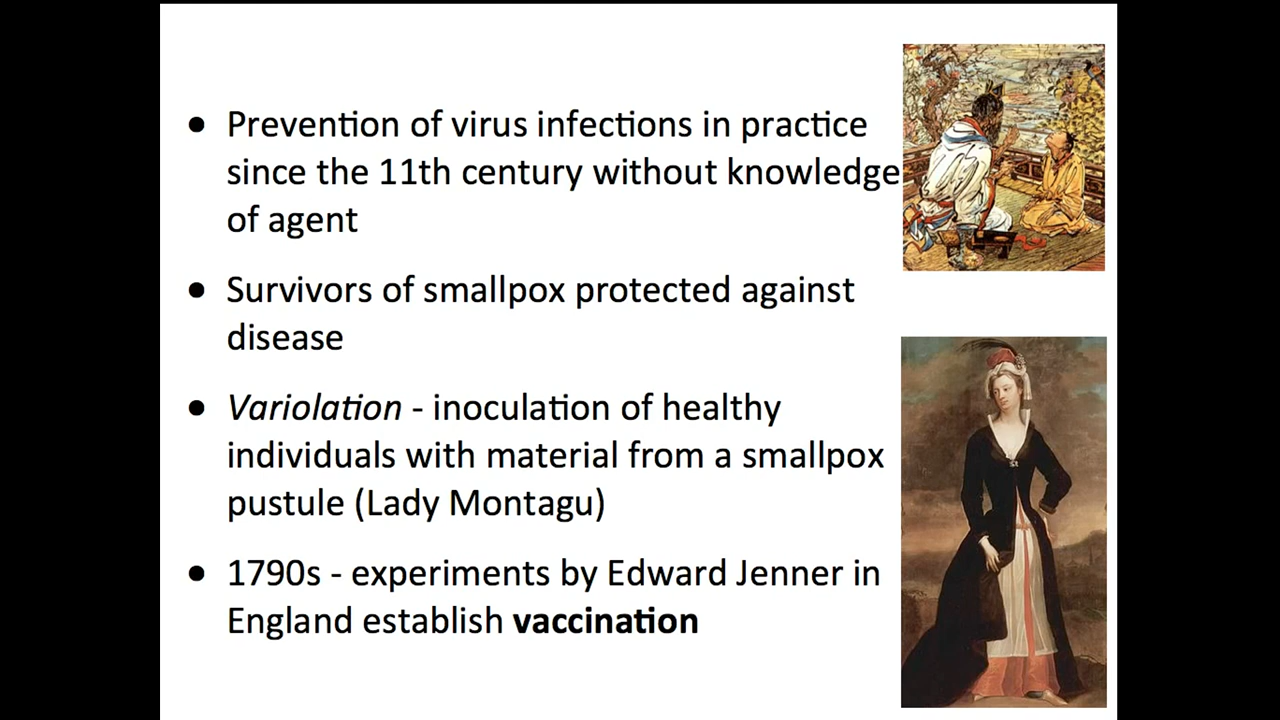 ● Prevention of virus infections in practice
since the 11th century without knowledge
of agent
● Survivors of smallpox protected against
disease
● Variolation - inoculation of healthy
individuals with material from a smallpox
pustule (Lady Montagu)
● 1790s - experiments by Edward Jenner in
England establish vaccination